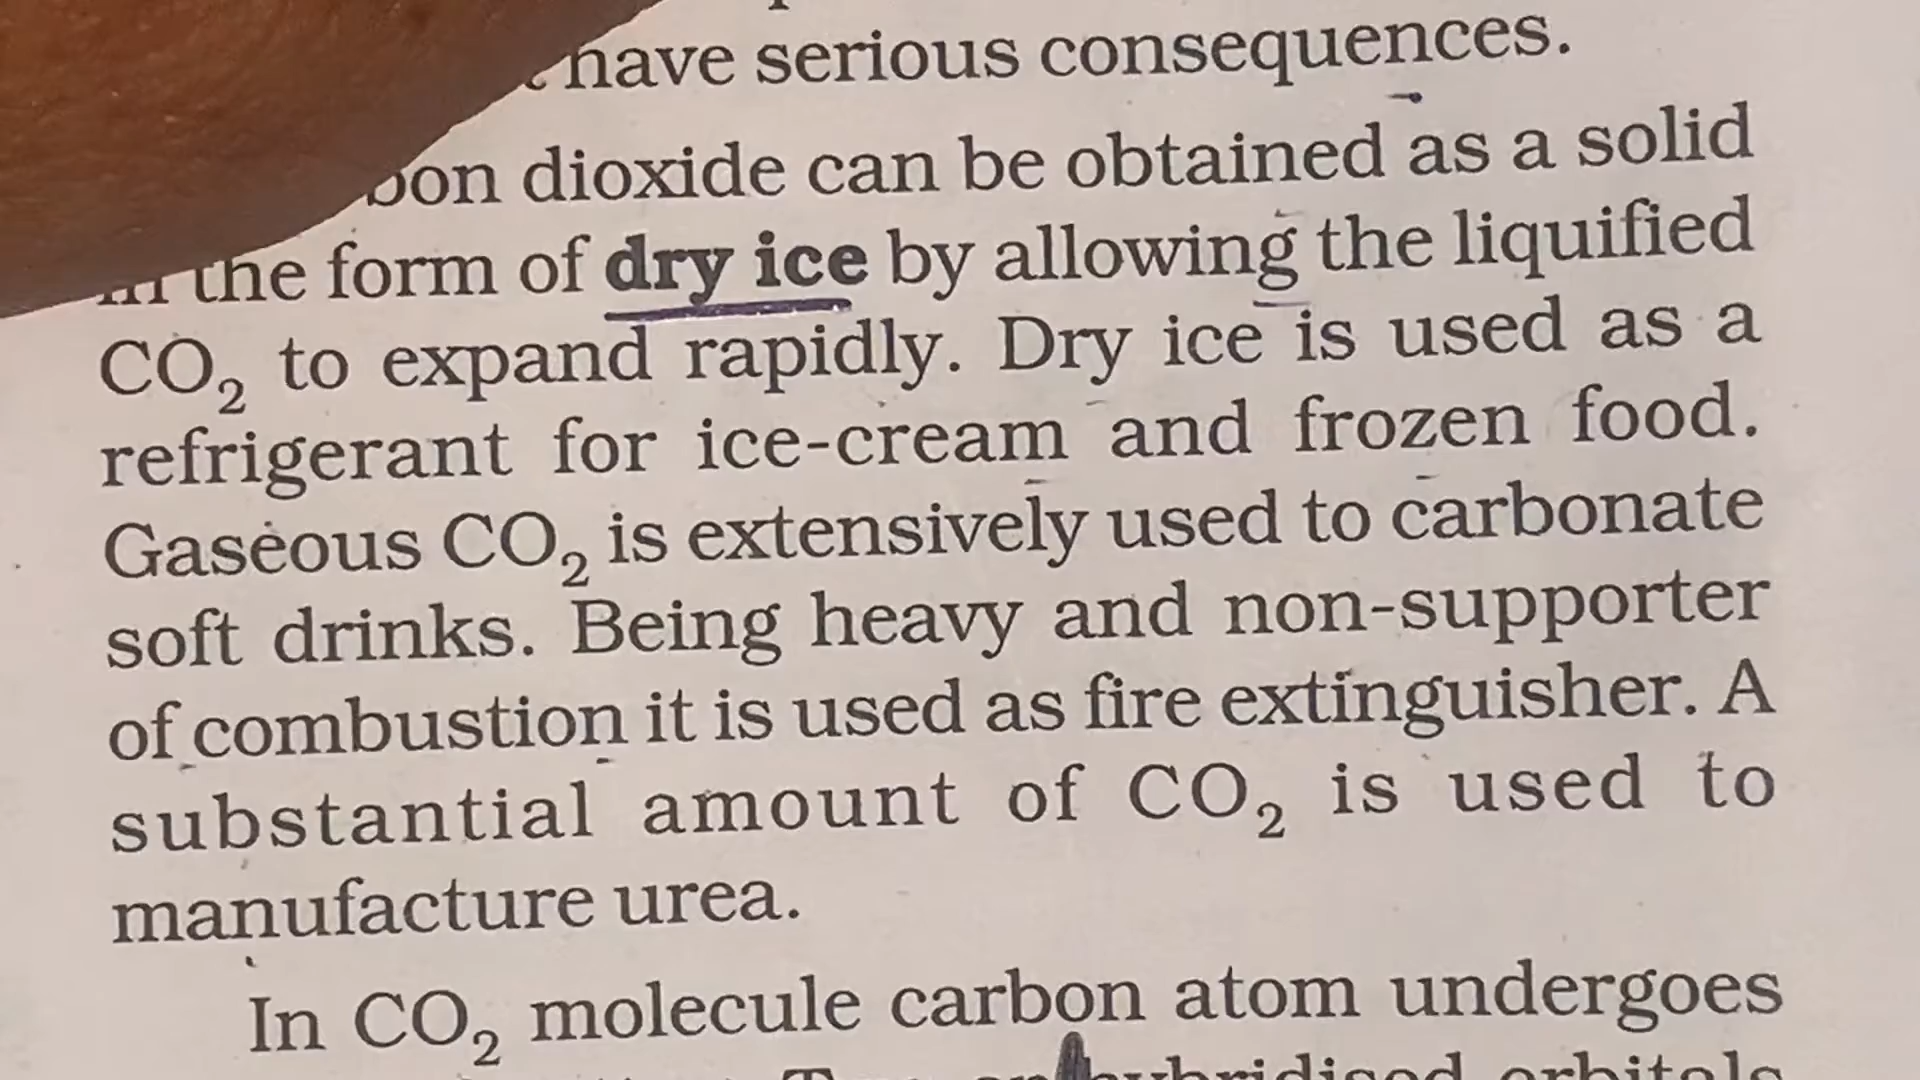 have serious consequences.
dioxide can be obtained as a solid
the form of dry ice by allowing the liquified
CO₂ to expand rapidly. Dry ice is used as a
refrigerant for ice-cream and frozen food.
Gaseous CO₂ is extensively used to carbonate
soft drinks. Being heavy and non-supporter
of combustion it is used as fire extinguisher. A
substantial amount of CO₂ is used to
manufacture urea.
In CO₂ molecule carbon atom undergoes